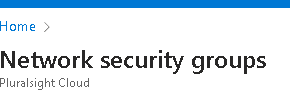 Home >
Network security groups
Pluralsight Cloud